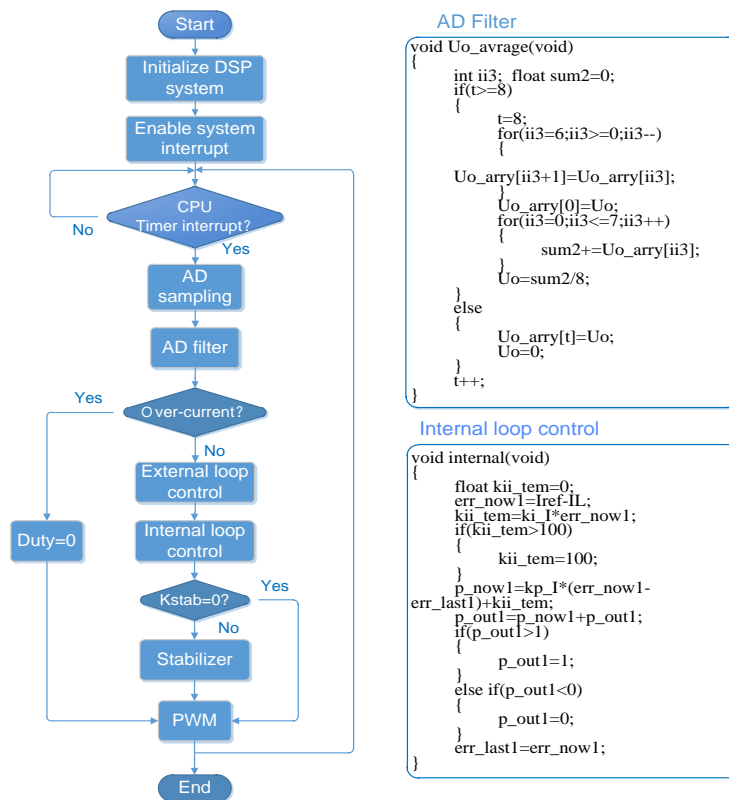 Start
Initialize DSP
system
Enable system
interrupt
CPU
Timer interrupt?
No
Yes
AD
sampling
AD filter
Over-current?
Yes
No
External loop
control
Internal loop
control
Duty=0
Kstab=0?
Yes
No
Stabilizer
PWM
End
AD Filter
void Uo_avrage(void)
{
int ii3; float sum2=0;
if(t>=8)
{
t=8;
for(ii3=6;ii3>=0;ii3--)
{
Uo_arry[ii3+1]=Uo_arry[ii3];
}
Uo_arry[0]=Uo;
for(ii3=0;ii3<=7;ii3++)
{
sum2+=Uo_arry[ii3];
}
Uo=sum2/8;
}
else
{
Uo_arry[t]=Uo;
Uo=0;
}
t++;
}
Internal loop control
void internal(void)
{
float kii_tem=0;
err_now1=Iref-IL;
kii_tem=ki_I*err_now1;
if(kii_tem>100)
{
kii_tem=100;
}
p_now1=kp_I*(err_now1-
err_last1)+kii_tem;
p_out1=p_now1+p_out1;
if(p_out1>1)
{
p_out1=1;
}
else if(p_out1<0)
{
p_out1=0;
}
err_last1=err_now1;
}